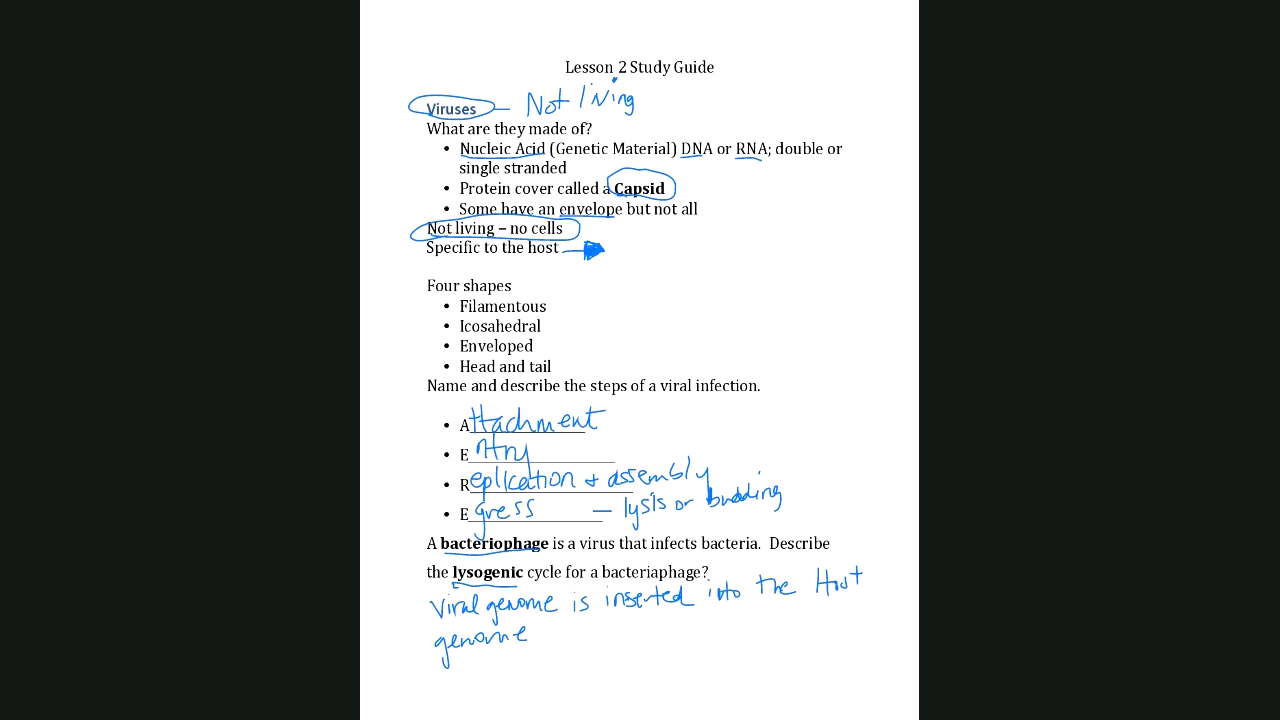 Lesson 2 Study Guide
Viruses — Not living
What are they made of?
• Nucleic Acid (Genetic Material) DNA or RNA; double or
single stranded
• Protein cover called a Capsid
• Some have an envelope but not all
Not living – no cells
Specific to the host
Four shapes
• Filamentous
• Icosahedral
• Enveloped
• Head and tail
Name and describe the steps of a viral infection.
• Attachment
• Entry
• Replication + assembly
• Egress — lysis or budding
A bacteriophage is a virus that infects bacteria. Describe
the lysogenic cycle for a bacteriaphage?
Viral genome is inserted into the Host
genome